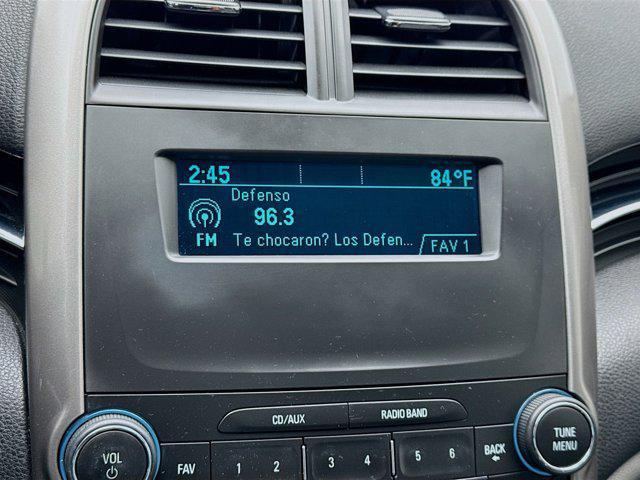 2:45 84°F
Defenso
96.3
FM Te chocaron? Los Defen... FAV 1
CD/AUX RADIO BAND
VOL FAV 1 2 3 4 5 6 BACK TUNE
MENU